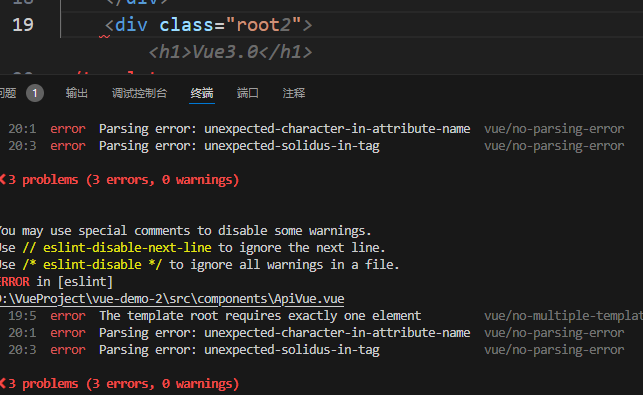 </div>
19 <div class="root2">
<h1>Vue3.0</h1>
问题 1 输出 调试控制台 终端 端口 注释
20:1 error Parsing error: unexpected-character-in-attribute-name vue/no-parsing-error
20:3 error Parsing error: unexpected-solidus-in-tag vue/no-parsing-error
✖3 problems (3 errors, 0 warnings)
You may use special comments to disable some warnings.
Use // eslint-disable-next-line to ignore the next line.
Use /* eslint-disable */ to ignore all warnings in a file.
ERROR in [eslint]
D:\VueProject\vue-demo-2\src\components\ApiVue.vue
19:5 error The template root requires exactly one element vue/no-multiple-templat
20:1 error Parsing error: unexpected-character-in-attribute-name vue/no-parsing-error
20:3 error Parsing error: unexpected-solidus-in-tag vue/no-parsing-error
✖3 problems (3 errors, 0 warnings)